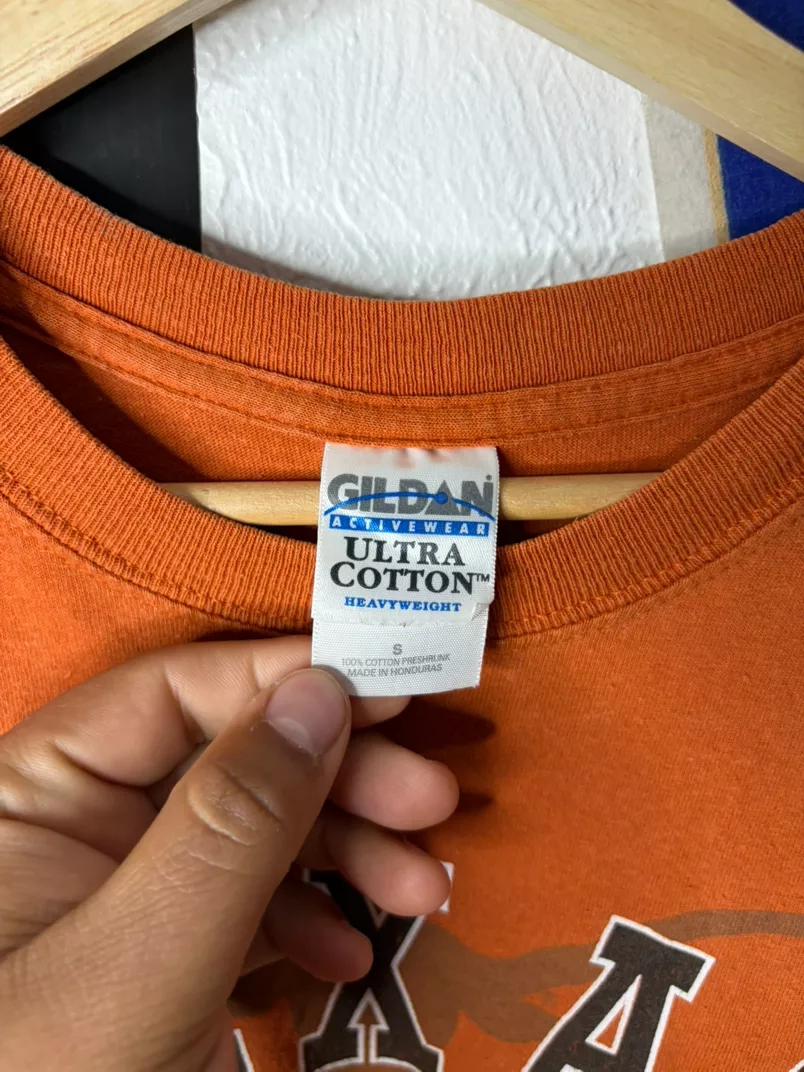 GILDAN®
ACTIVEWEAR
ULTRA
COTTON™
HEAVYWEIGHT
S
100% COTTON PRESHRUNK
MADE IN HONDURAS
X A